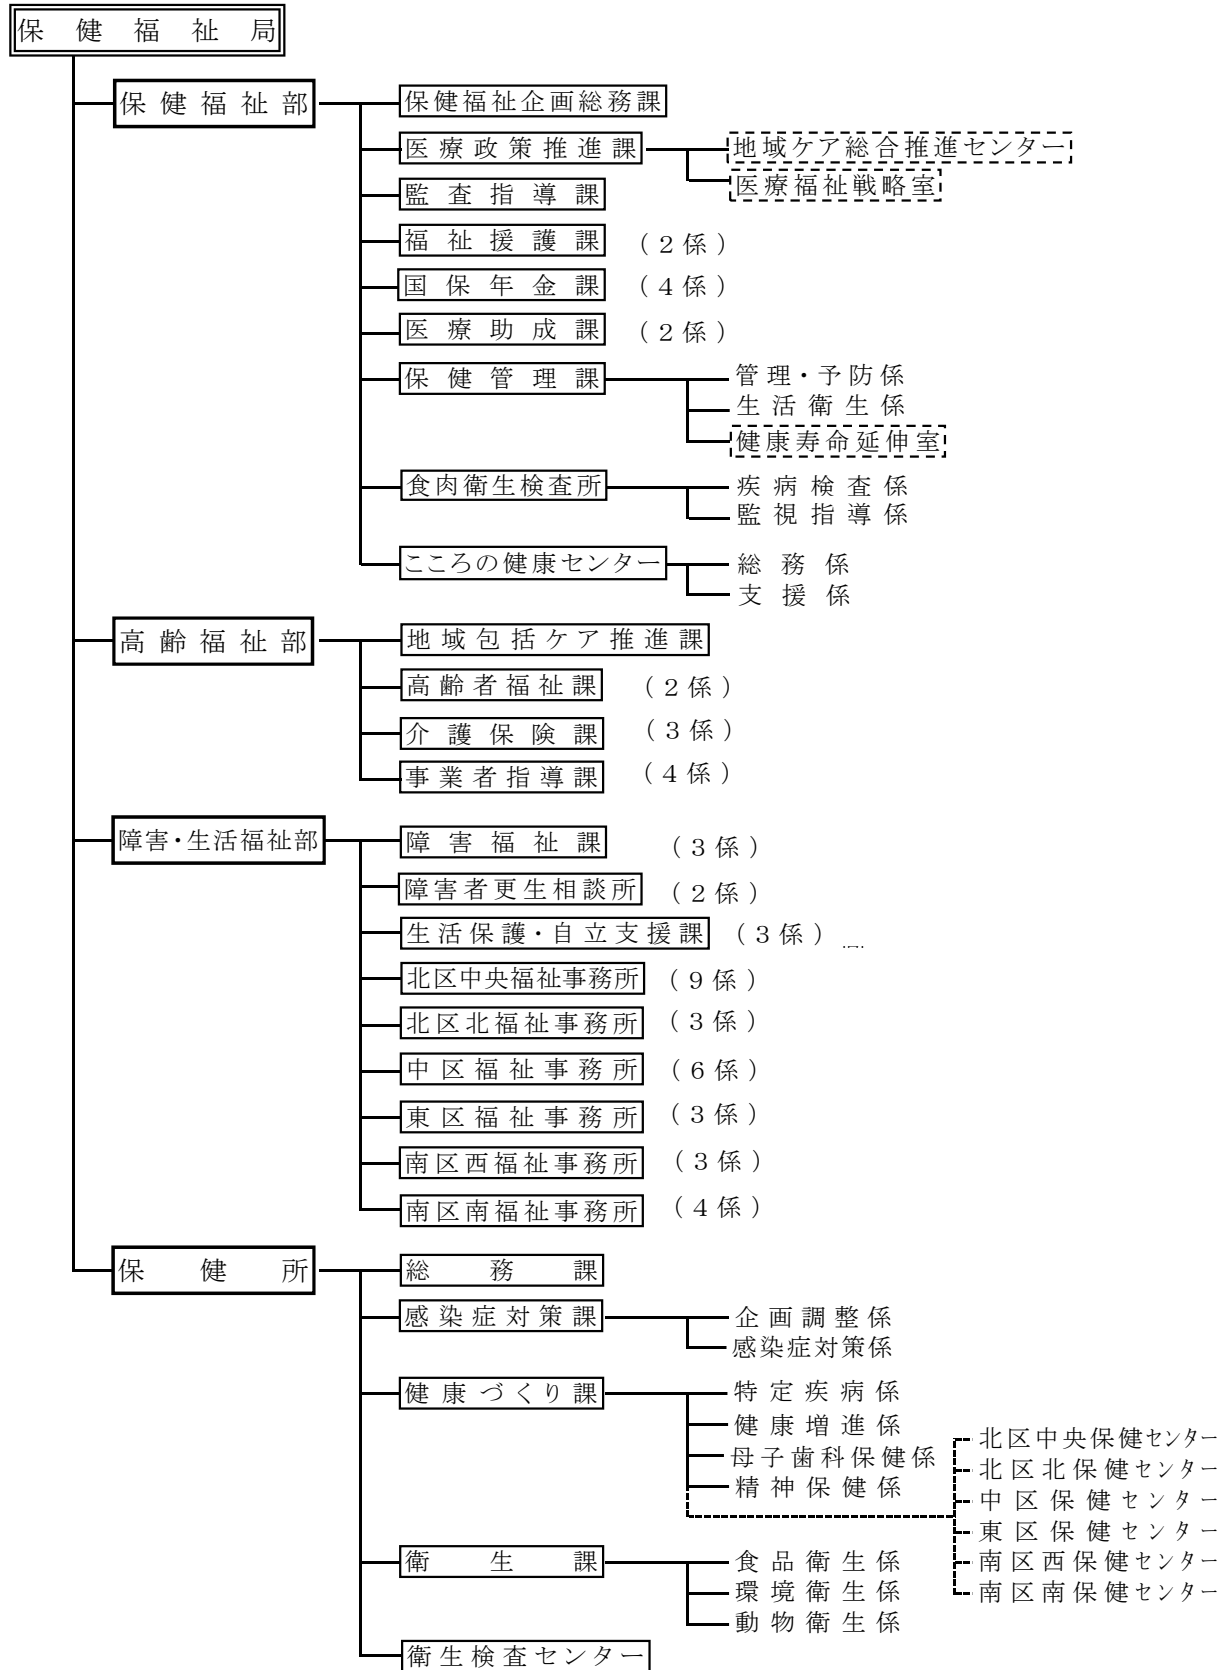 保健福祉局
保健福祉部
保健福祉企画総務課
医療政策推進課
地域ケア総合推進センター
医療福祉戦略室
監査指導課
福祉援護課 (2係)
国保年金課 (4係)
医療助成課 (2係)
保健管理課
管理・予防係
生活衛生係
健康寿命延伸室
食肉衛生検査所
疾病検査係
監視指導係
こころの健康センター
総務係
支援係
高齢福祉部
地域包括ケア推進課
高齢者福祉課 (2係)
介護保険課 (3係)
事業者指導課 (4係)
障害・生活福祉部
障害福祉課 (3係)
障害者更生相談所 (2係)
生活保護・自立支援課 (3係)
北区中央福祉事務所 (9係)
北区北福祉事務所 (3係)
中区福祉事務所 (6係)
東区福祉事務所 (3係)
南区西福祉事務所 (3係)
南区南福祉事務所 (4係)
保健所
総務課
感染症対策課
企画調整係
感染症対策係
健康づくり課
特定疾病係
健康増進係
母子歯科保健係
精神保健係
北区中央保健センター
北区北保健センター
中区保健センター
東区保健センター
南区西保健センター
南区南保健センター
衛生課
食品衛生係
環境衛生係
動物衛生係
衛生検査センター